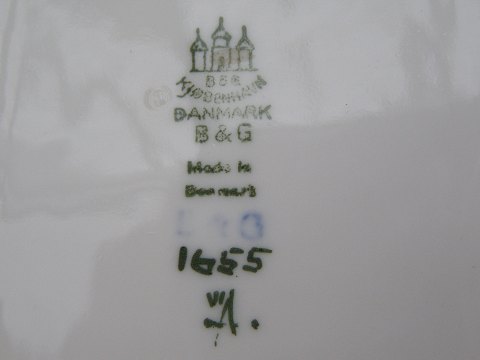 B & G
KJØBENHAVN
DANMARK
B & G
Made in
Denmark
1655